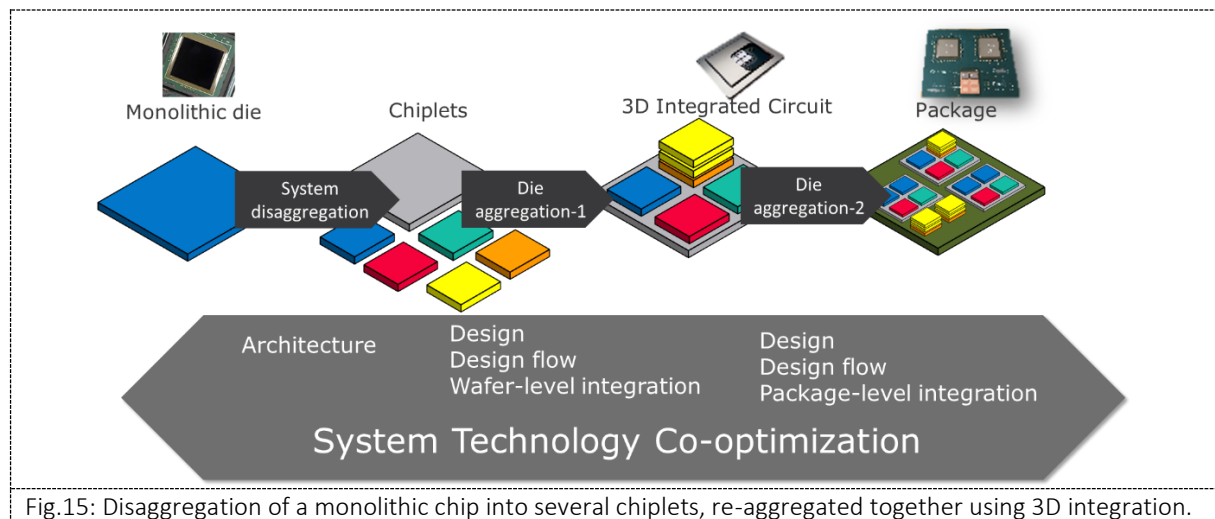 Monolithic die
Chiplets
3D Integrated Circuit
Package
System
disaggregation
Die
aggregation-1
Die
aggregation-2
Architecture
Design
Design flow
Wafer-level integration
Design
Design flow
Package-level integration
System Technology Co-optimization
Fig.15: Disaggregation of a monolithic chip into several chiplets, re-aggregated together using 3D integration.